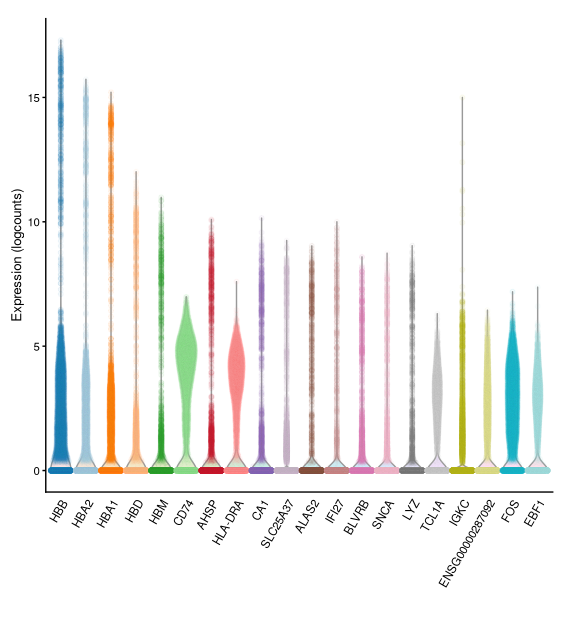 Expression (logcounts)
15
10
5
0
HBB
HBA2
HBA1
HBD
HBM
CD74
AHSP
HLA-DRA
CA1
SLC25A37
ALAS2
IFI27
BLVRB
SNCA
LYZ
TCL1A
IGKC
ENSG00000287092
FOS
EBF1